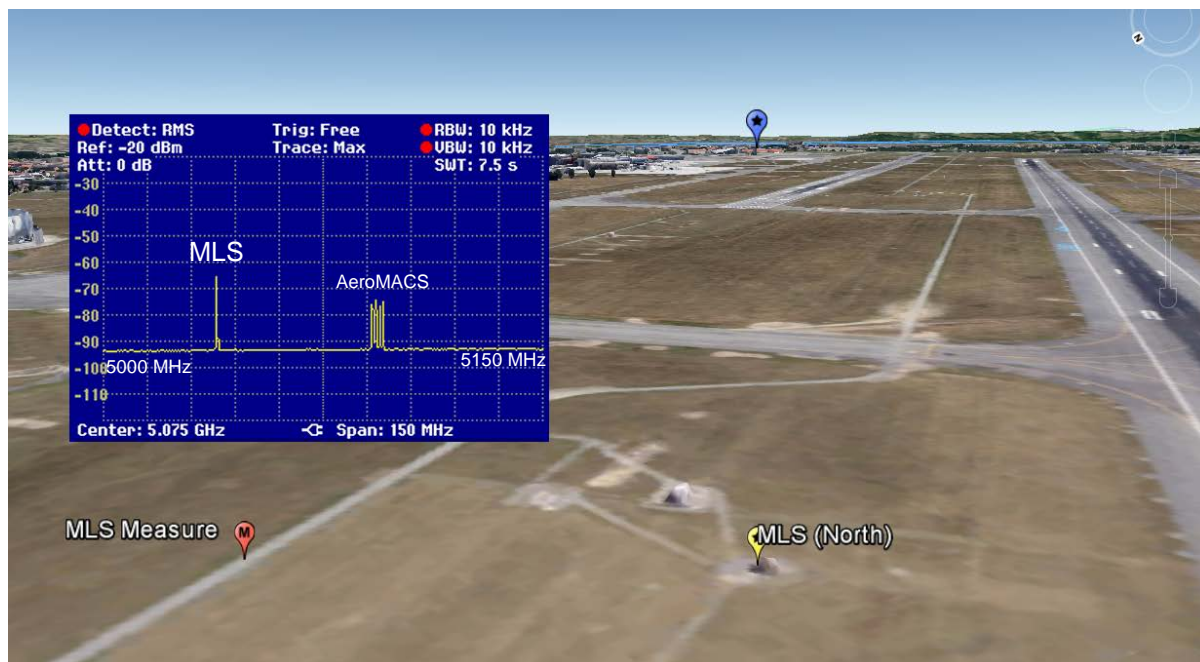 N
Detect: RMS Trig: Free RBW: 10 kHz
Ref: -20 dBm Trace: Max VBW: 10 kHz
Att: 0 dB SWT: 7.5 s
-30
-40
-50
MLS
-60
AeroMACS
-70
-80
-90
5000 MHz 5150 MHz
-100
-110
Center: 5.075 GHz Span: 150 MHz
MLS Measure M
MLS (North)